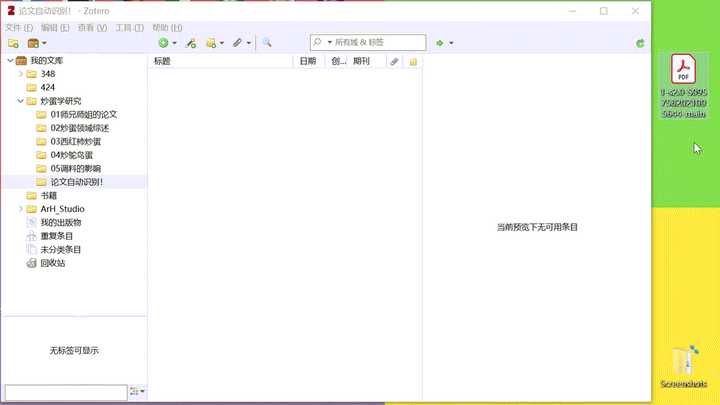 论文自动识别! - Zotero
文件 (F) 编辑 (E) 查看 (V) 工具 (T) 帮助 (H)
所有域 & 标签
我的文库
348
424
炒蛋学研究
01师兄师姐的论文
02炒蛋领域综述
03西红柿炒蛋
04炒鸵鸟蛋
05调料的影响
论文自动识别!
书籍
ArH_Studio
我的出版物
重复条目
未分类条目
回收站
无标签可显示
标题 日期 创... 期刊
当前预览下无可用条目
PDF
1-s2.0-S095
758202300
5644-main
Screenshots